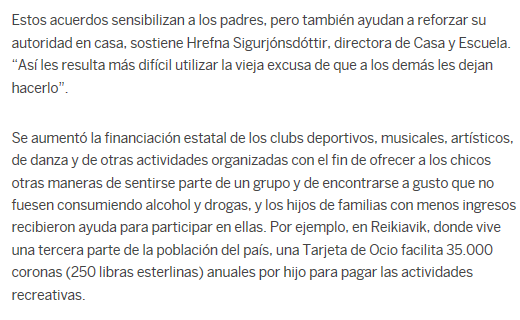 Estos acuerdos sensibilizan a los padres, pero también ayudan a reforzar su
autoridad en casa, sostiene Hrefna Sigurjónsdóttir, directora de Casa y Escuela.
“Así les resulta más difícil utilizar la vieja excusa de que a los demás les dejan
hacerlo”.
Se aumentó la financiación estatal de los clubs deportivos, musicales, artísticos,
de danza y de otras actividades organizadas con el fin de ofrecer a los chicos
otras maneras de sentirse parte de un grupo y de encontrarse a gusto que no
fuesen consumiendo alcohol y drogas, y los hijos de familias con menos ingresos
recibieron ayuda para participar en ellas. Por ejemplo, en Reikiavik, donde vive
una tercera parte de la población del país, una Tarjeta de Ocio facilita 35.000
coronas (250 libras esterlinas) anuales por hijo para pagar las actividades
recreativas.